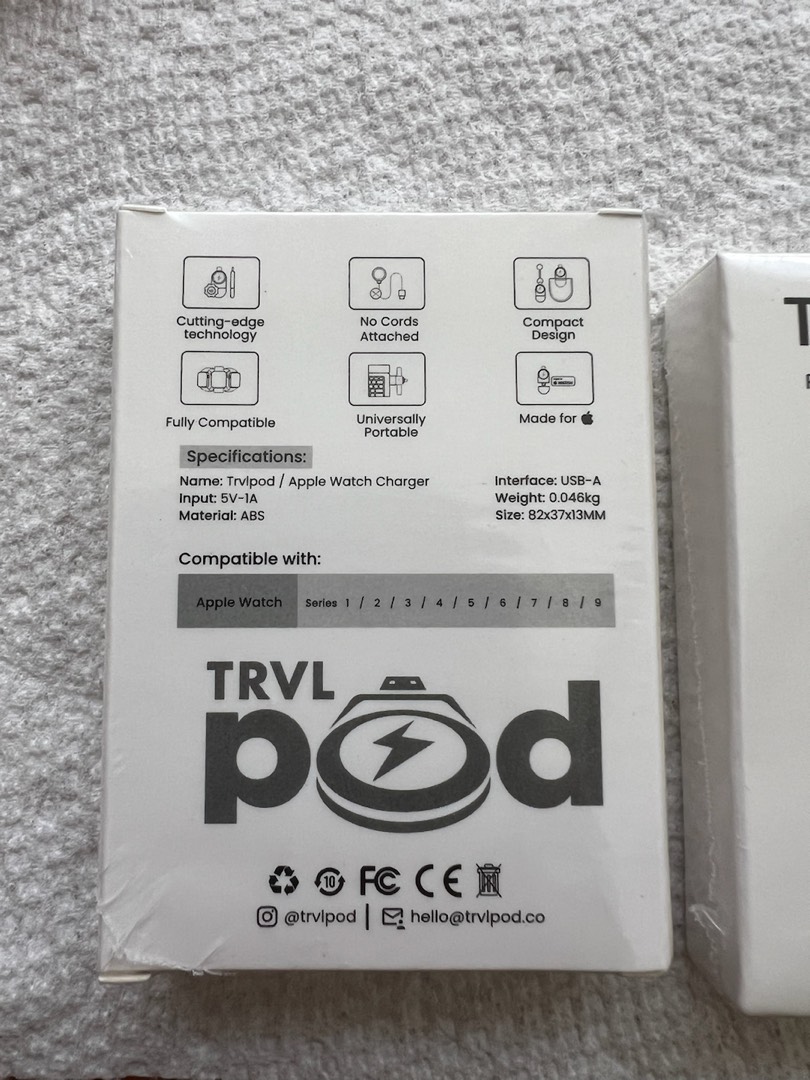 Cutting-edge
technology
No Cords
Attached
Compact
Design
Fully Compatible
Universally
Portable
Made for
Specifications:
Name: Trvlpod / Apple Watch Charger
Input: 5V-1A
Material: ABS
Interface: USB-A
Weight: 0.046kg
Size: 82x37x13MM
Compatible with:
Apple Watch Series 1 / 2 / 3 / 4 / 5 / 6 / 7 / 8 / 9
TRVL
pod
10 FC CE
@trvlpod | hello@trvlpod.co
T